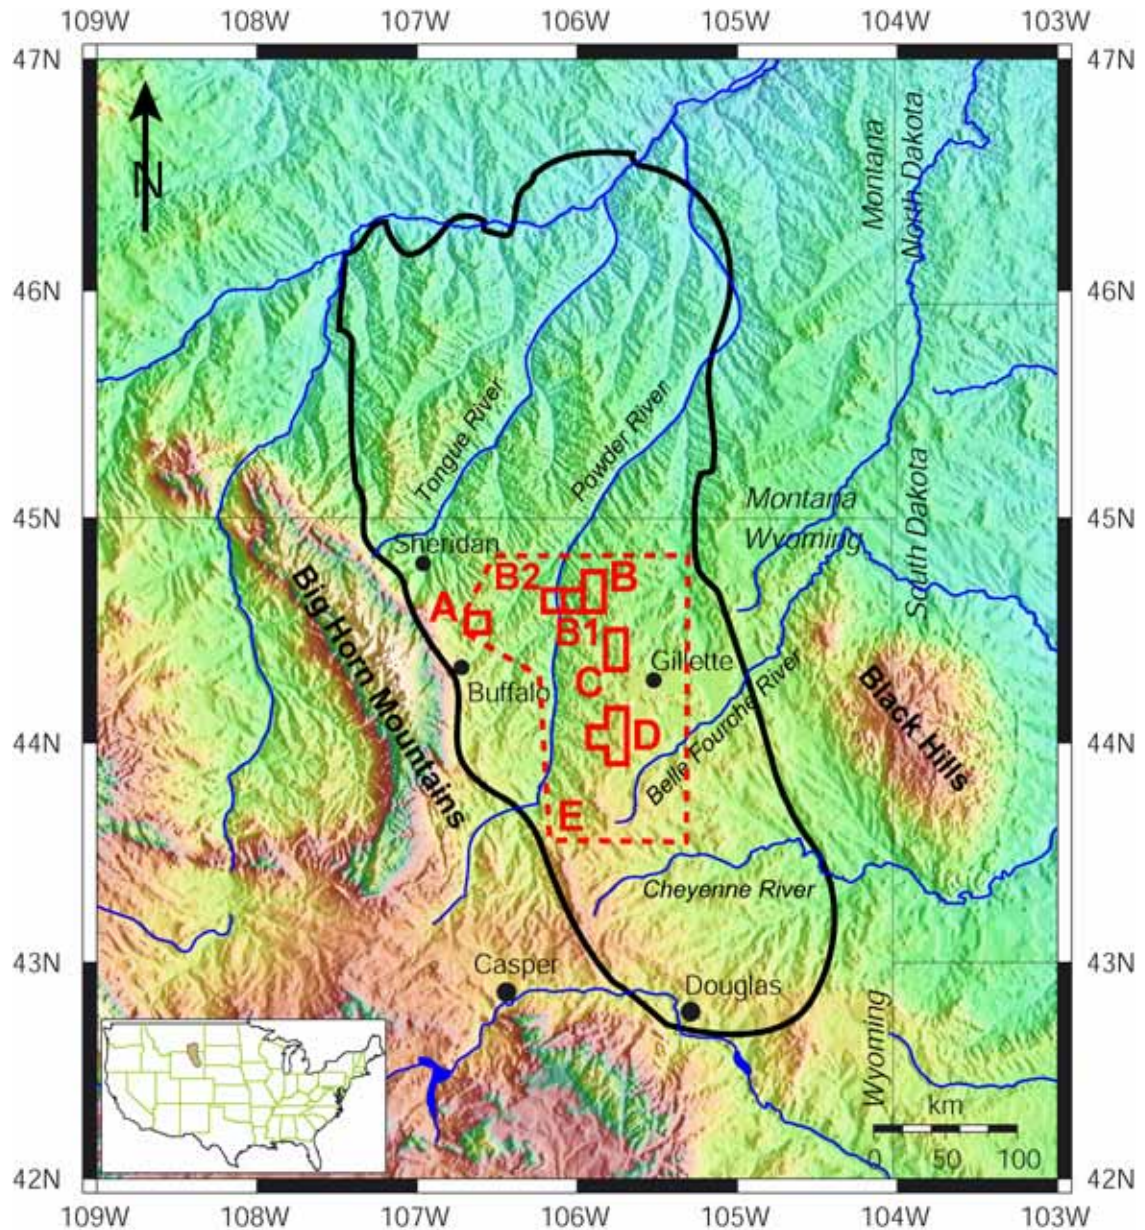 109W 108W 107W 106W 105W 104W 103W
47N 47N
N
Montana
North Dakota
46N 46N
Tongue River
Powder River
South Dakota
45N 45N
Montana
Wyoming
Sheridan
B2 B
A
B1
Big Horn Mountains
Gillette
C
Buffalo
Black Hills
44N 44N
D
Belle Fourche River
E
Cheyenne River
43N 43N
Casper
Douglas
Wyoming
km
0 50 100
42N 42N
109W 108W 107W 106W 105W 104W 103W